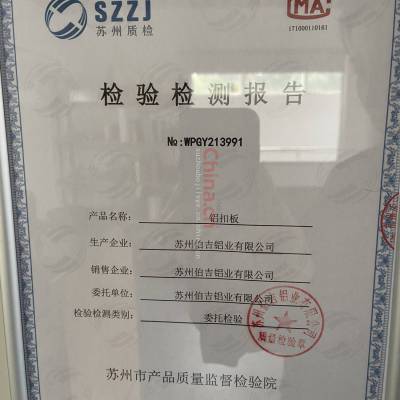 SZZJ
苏州质检
MA
171000110161
检验检测报告
№:WPGY213991
产品名称: 铝扣板
生产企业: 苏州伯吉铝业有限公司
销售企业: 苏州伯吉铝业有限公司
委托单位: 苏州伯吉铝业有限公司
检验检测类别: 委托检验
苏州市产品质量监督检验院
China.cn